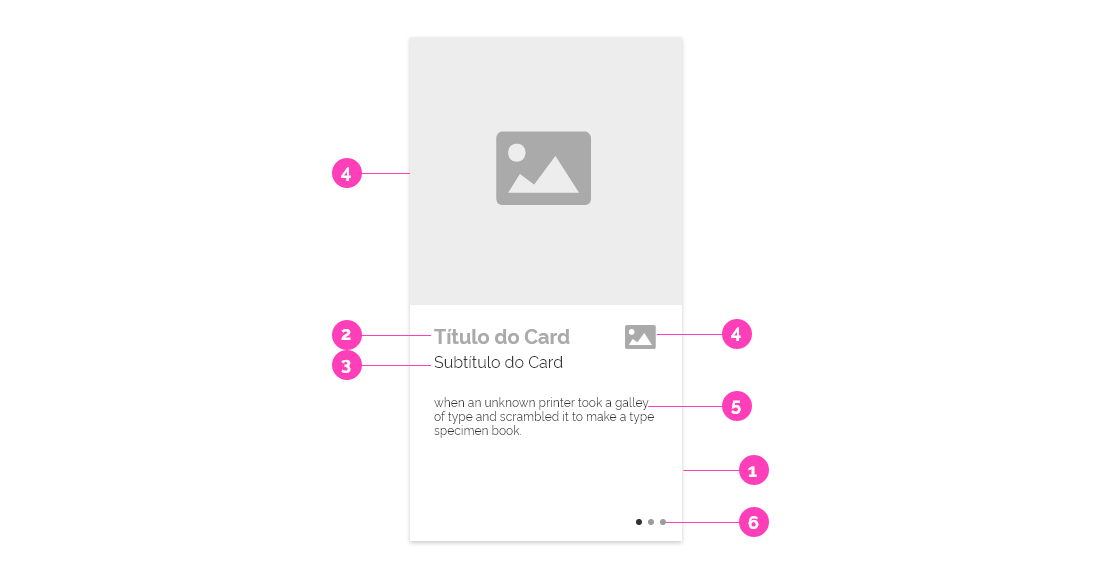 4
2 Título do Card 4
3 Subtítulo do Card
when an unknown printer took a galley 5
of type and scrambled it to make a type
specimen book.
1
6